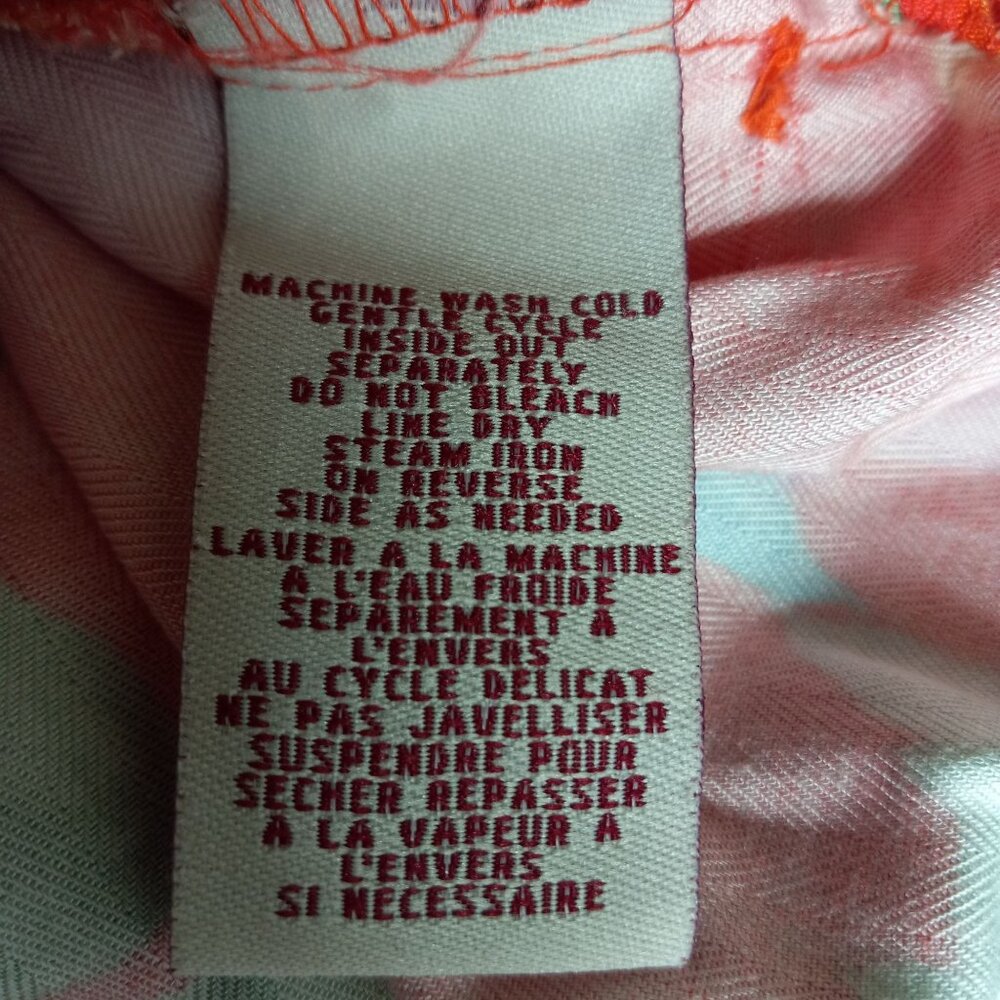 MACHINE WASH COLD
GENTLE CYCLE
INSIDE OUT
SEPARATELY
DO NOT BLEACH
LINE DRY
STEAM IRON
ON REVERSE
SIDE AS NEEDED
LAVER A LA MACHINE
A L'EAU FROIDE
SEPAREMENT A
L'ENVERS
AU CYCLE DELICAT
NE PAS JAVELLISER
SUSPENDRE POUR
SECHER REPASSER
A LA VAPEUR A
L'ENVERS
SI NECESSAIRE